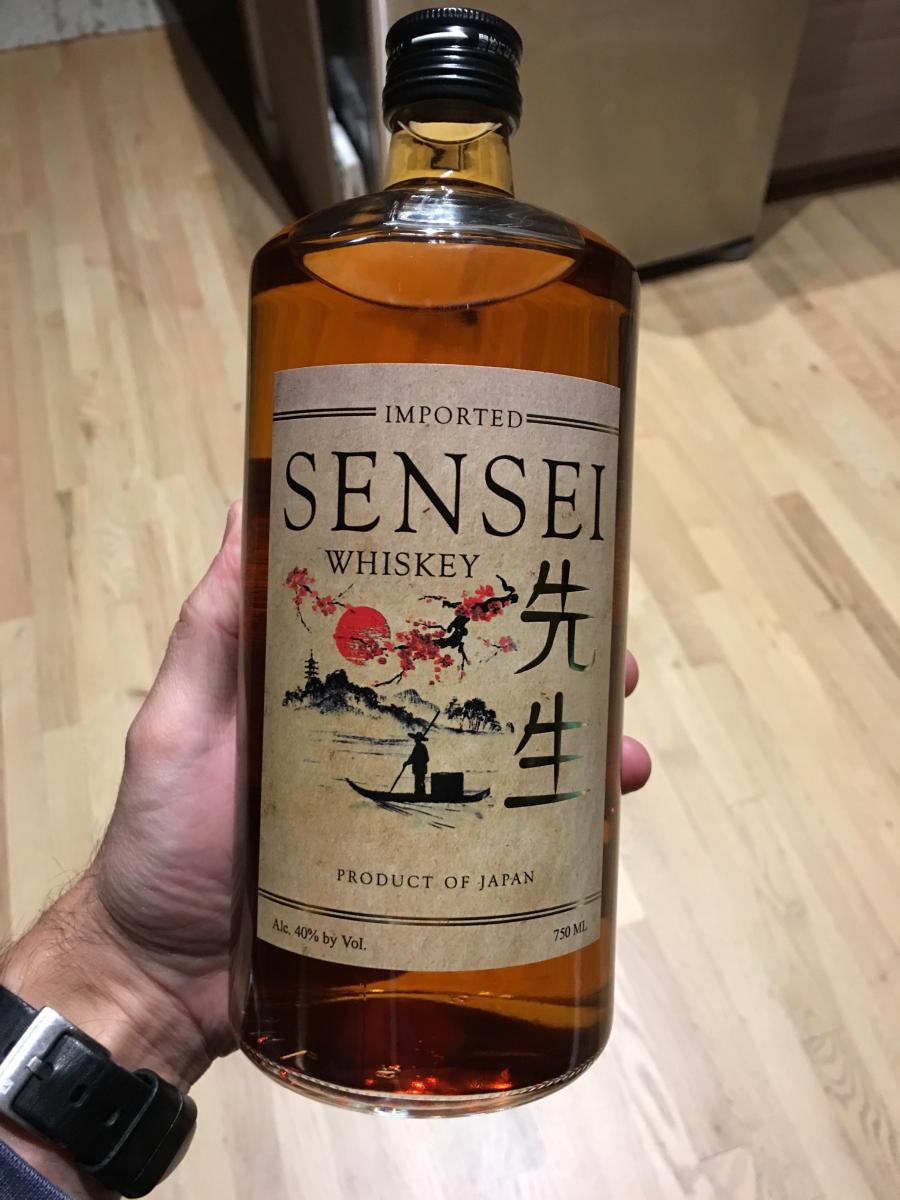 IMPORTED
SENSEI
WHISKEY
先生
PRODUCT OF JAPAN
Alc. 40% by Vol.
750 ML